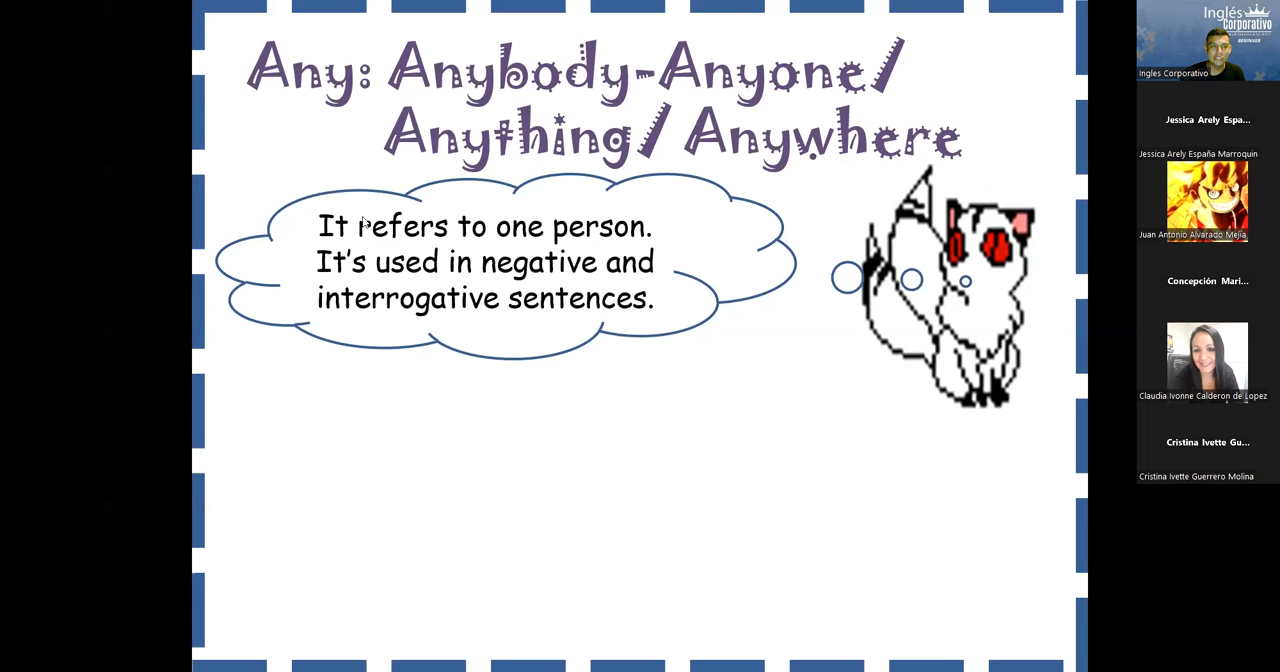 Any: Anybody-Anyone/
Anything/ Anywhere
It refers to one person.
It's used in negative and
interrogative sentences.
Inglés
Corporativo
BEGINNER
Ingles Corporativo
Jessica Arely Espa...
Jessica Arely España Marroquin
Juan Antonio Alvarado Mejia
Concepción Mari...
Claudia Ivonne Calderon de Lopez
Cristina Ivette Gu...
Cristina Ivette Guerrero Molina